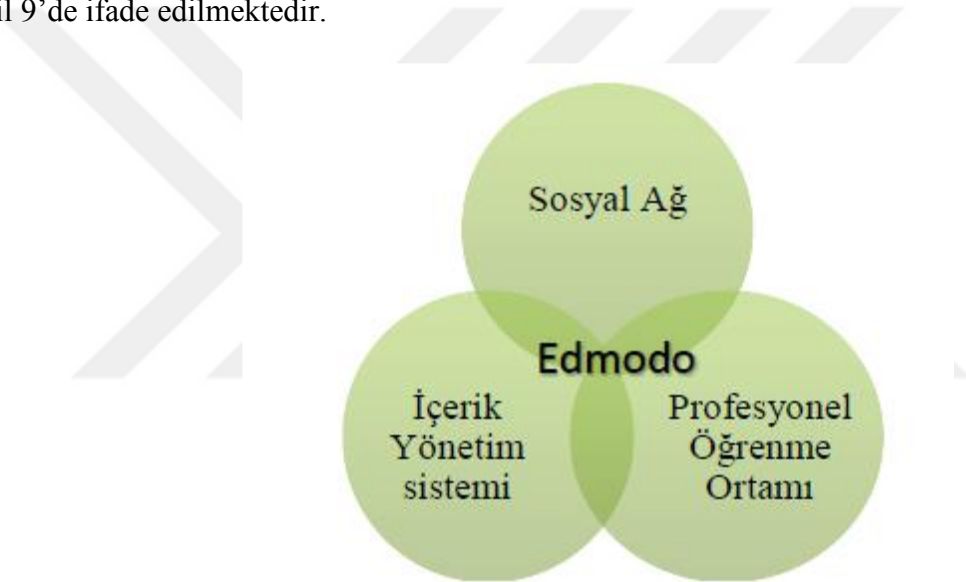 il 9’de ifade edilmektedir.
Sosyal Ağ
Edmodo
İçerik
Yönetim
sistemi
Profesyonel
Öğrenme
Ortamı